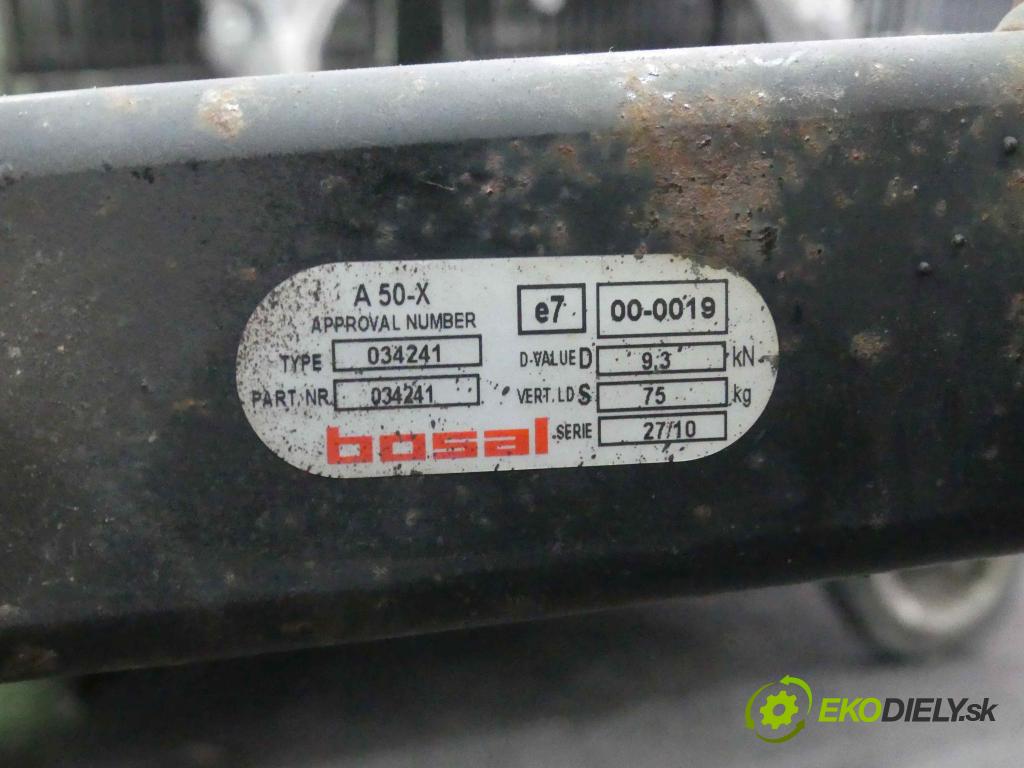 A 50-X
APPROVAL NUMBER
e7
00-0019
TYPE 034241
D-VALUE D 9.3 kN
PART. NR. 034241
VERT. LD S 75 kg
bosal
SERIE 27/10
EKODIELY.sk